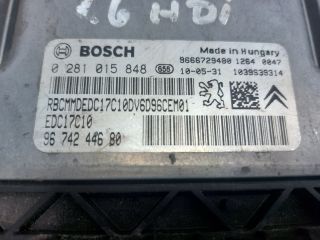 1.6 HDI
BOSCH
Made in Hungary
9666729480 1264 0047
0 281 015 848 656 10-05-31 1039S39314
RBCMMDEDC17C10DV6D96CEM01
EDC17C10
96 742 446 80